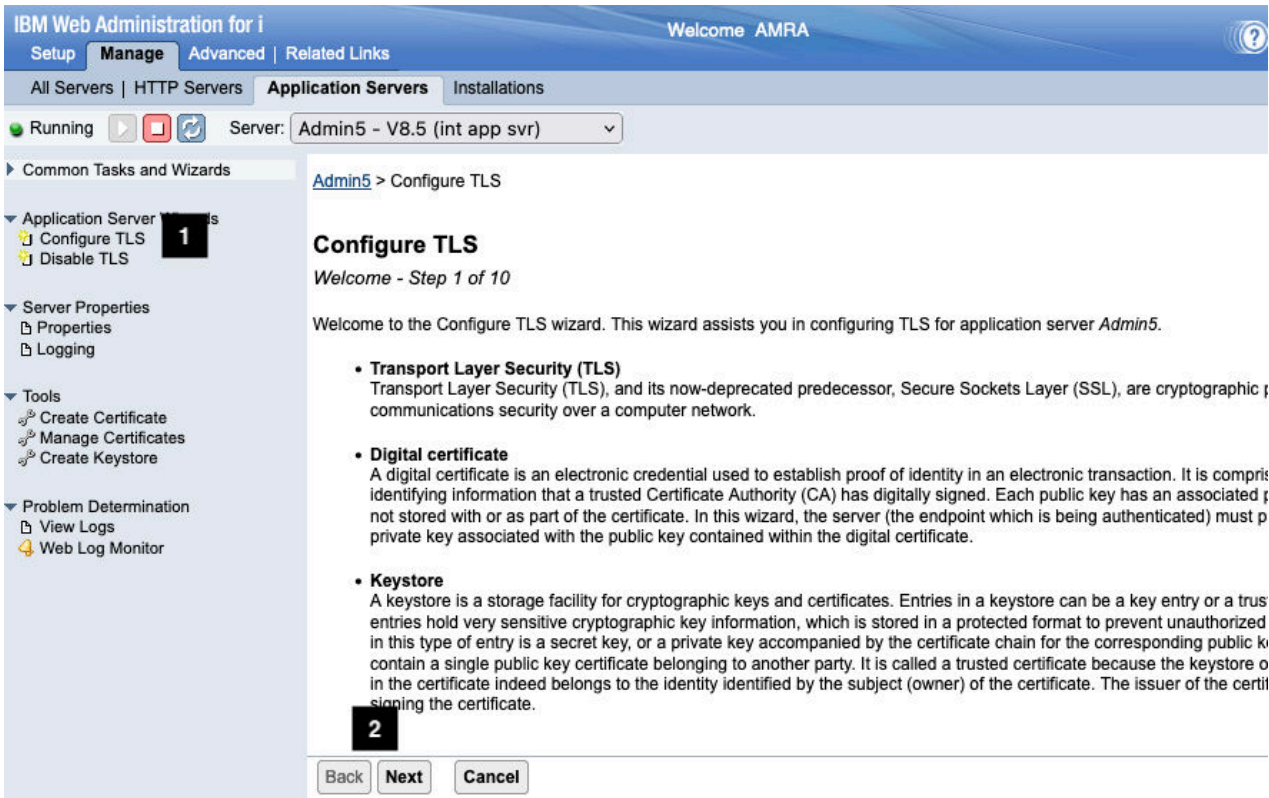 IBM Web Administration for i
Welcome AMRA
?
Setup Manage Advanced | Related Links
All Servers | HTTP Servers Application Servers Installations
Running Server: Admin5 - V8.5 (int app svr)
Common Tasks and Wizards
Application Server
Configure TLS
1
Disable TLS
Server Properties
Properties
Logging
Tools
Create Certificate
Manage Certificates
Create Keystore
Problem Determination
View Logs
Web Log Monitor
Admin5 > Configure TLS
Configure TLS
Welcome - Step 1 of 10
Welcome to the Configure TLS wizard. This wizard assists you in configuring TLS for application server Admin5.
• Transport Layer Security (TLS)
Transport Layer Security (TLS), and its now-deprecated predecessor, Secure Sockets Layer (SSL), are cryptographic
communications security over a computer network.
• Digital certificate
A digital certificate is an electronic credential used to establish proof of identity in an electronic transaction. It is
identifying information that a trusted Certificate Authority (CA) has digitally signed. Each public key has an associated
not stored with or as part of the certificate. In this wizard, the server (the endpoint which is being authenticated) must
private key associated with the public key contained within the digital certificate.
• Keystore
A keystore is a storage facility for cryptographic keys and certificates. Entries in a keystore can be a key entry or a
entries hold very sensitive cryptographic key information, which is stored in a protected format to prevent unauthorized
in this type of entry is a secret key, or a private key accompanied by the certificate chain for the corresponding public
contain a single public key certificate belonging to another party. It is called a trusted certificate because the keystore
in the certificate indeed belongs to the identity identified by the subject (owner) of the certificate. The issuer of the
signing the certificate.
2
Back Next Cancel